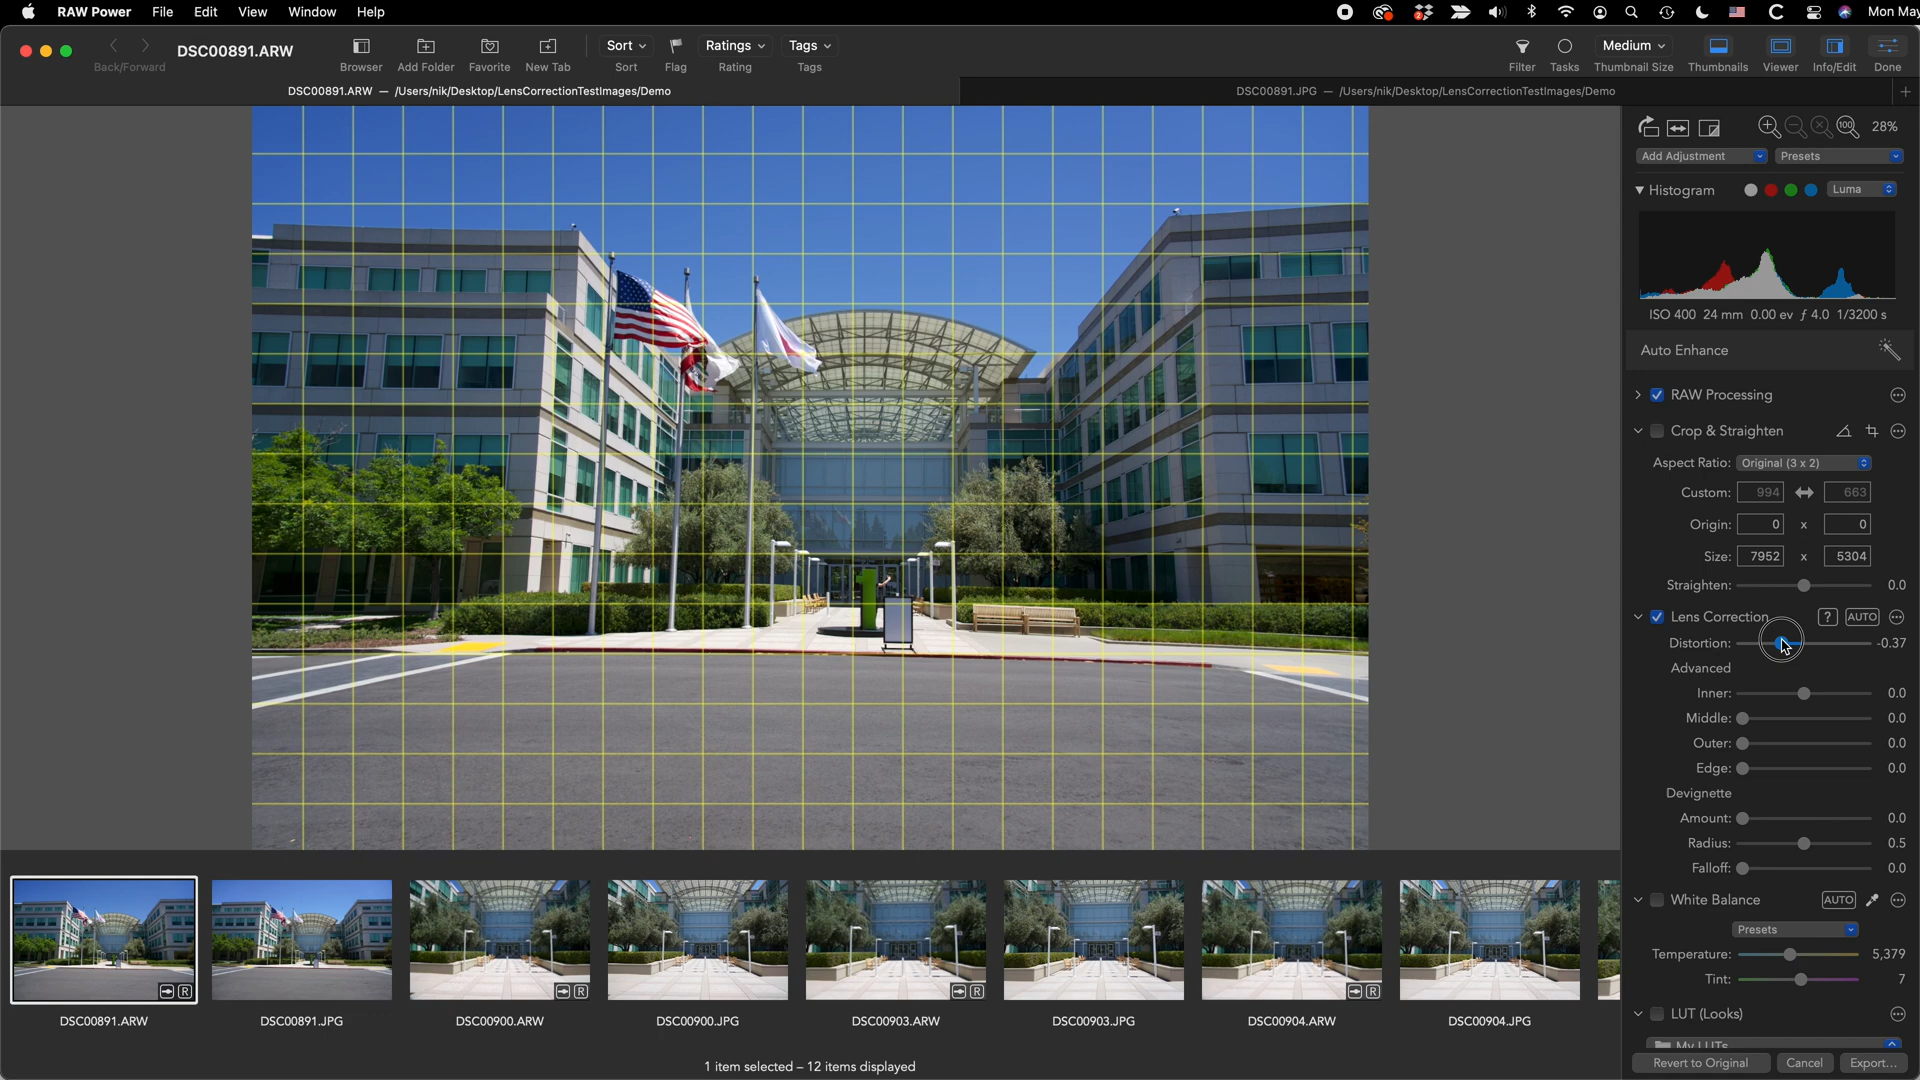 RAW Power File Edit View Window Help Mon May
Back/Forward DSC00891.ARW Browser Add Folder Favorite New Tab Sort Sort Flag Ratings Rating Tags Tags Filter Tasks Medium Thumbnail Size Thumbnails Viewer Info/Edit Done
DSC00891.ARW — /Users/nik/Desktop/LensCorrectionTestImages/Demo
DSC00891.JPG — /Users/nik/Desktop/LensCorrectionTestImages/Demo
100 28%
Add Adjustment Presets
Histogram Luma
ISO 400 24 mm 0.00 ev ƒ 4.0 1/3200 s
Auto Enhance
RAW Processing
Crop & Straighten
Aspect Ratio: Original (3 x 2)
Custom: 994 663
Origin: 0 x 0
Size: 7952 x 5304
Straighten: 0.0
Lens Correction ? AUTO
Distortion: -0.37
Advanced
Inner: 0.0
Middle: 0.0
Outer: 0.0
Edge: 0.0
Devignette
Amount: 0.0
Radius: 0.5
Falloff: 0.0
White Balance AUTO
Presets
Temperature: 5,379
Tint: 7
LUT (Looks)
My LUTs
Revert to Original Cancel Export...
R R R R
DSC00891.ARW DSC00891.JPG DSC00900.ARW DSC00900.JPG DSC00903.ARW DSC00903.JPG DSC00904.ARW DSC00904.JPG
1 item selected – 12 items displayed